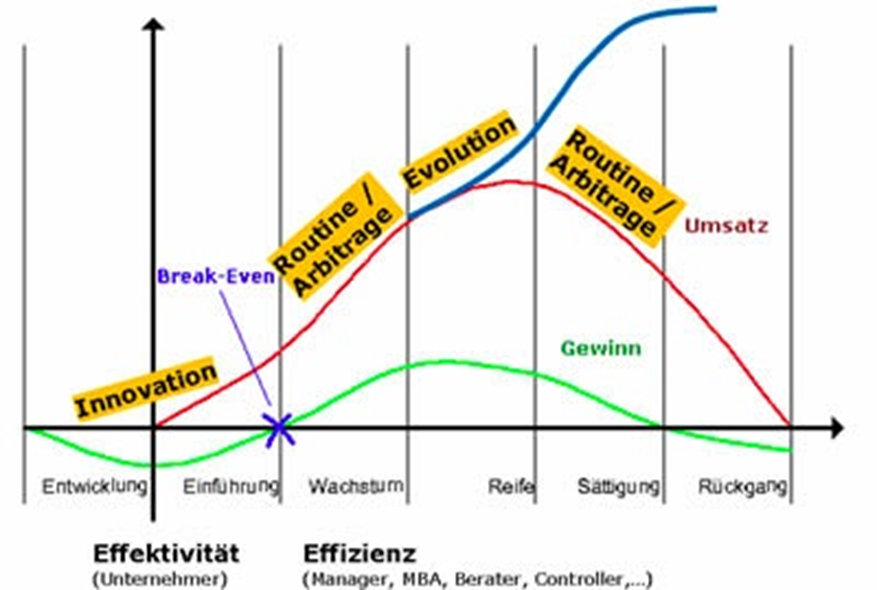 Evolution
Routine /
Arbitrage
Routine /
Arbitrage
Umsatz
Break-Even
Gewinn
Innovation
Entwicklung
Einführung
Wachstum
Reife
Sättigung
Rückgang
Effektivität
(Unternehmer)
Effizienz
(Manager, MBA, Berater, Controller,...)